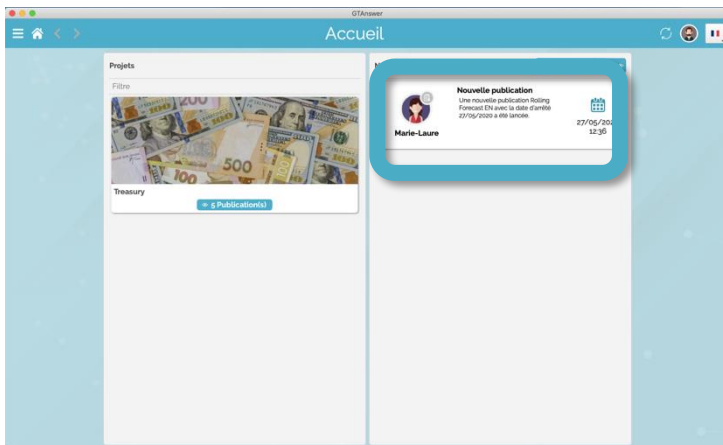 GTAnswer
Accueil
Projets
Filtre
Treasury
5 Publication(s)
Nouvelle publication
Une nouvelle publication Rolling
Forecast EN avec la date d'arrêté
27/05/2020 a été lancée.
Marie-Laure
27/05/202
12:36